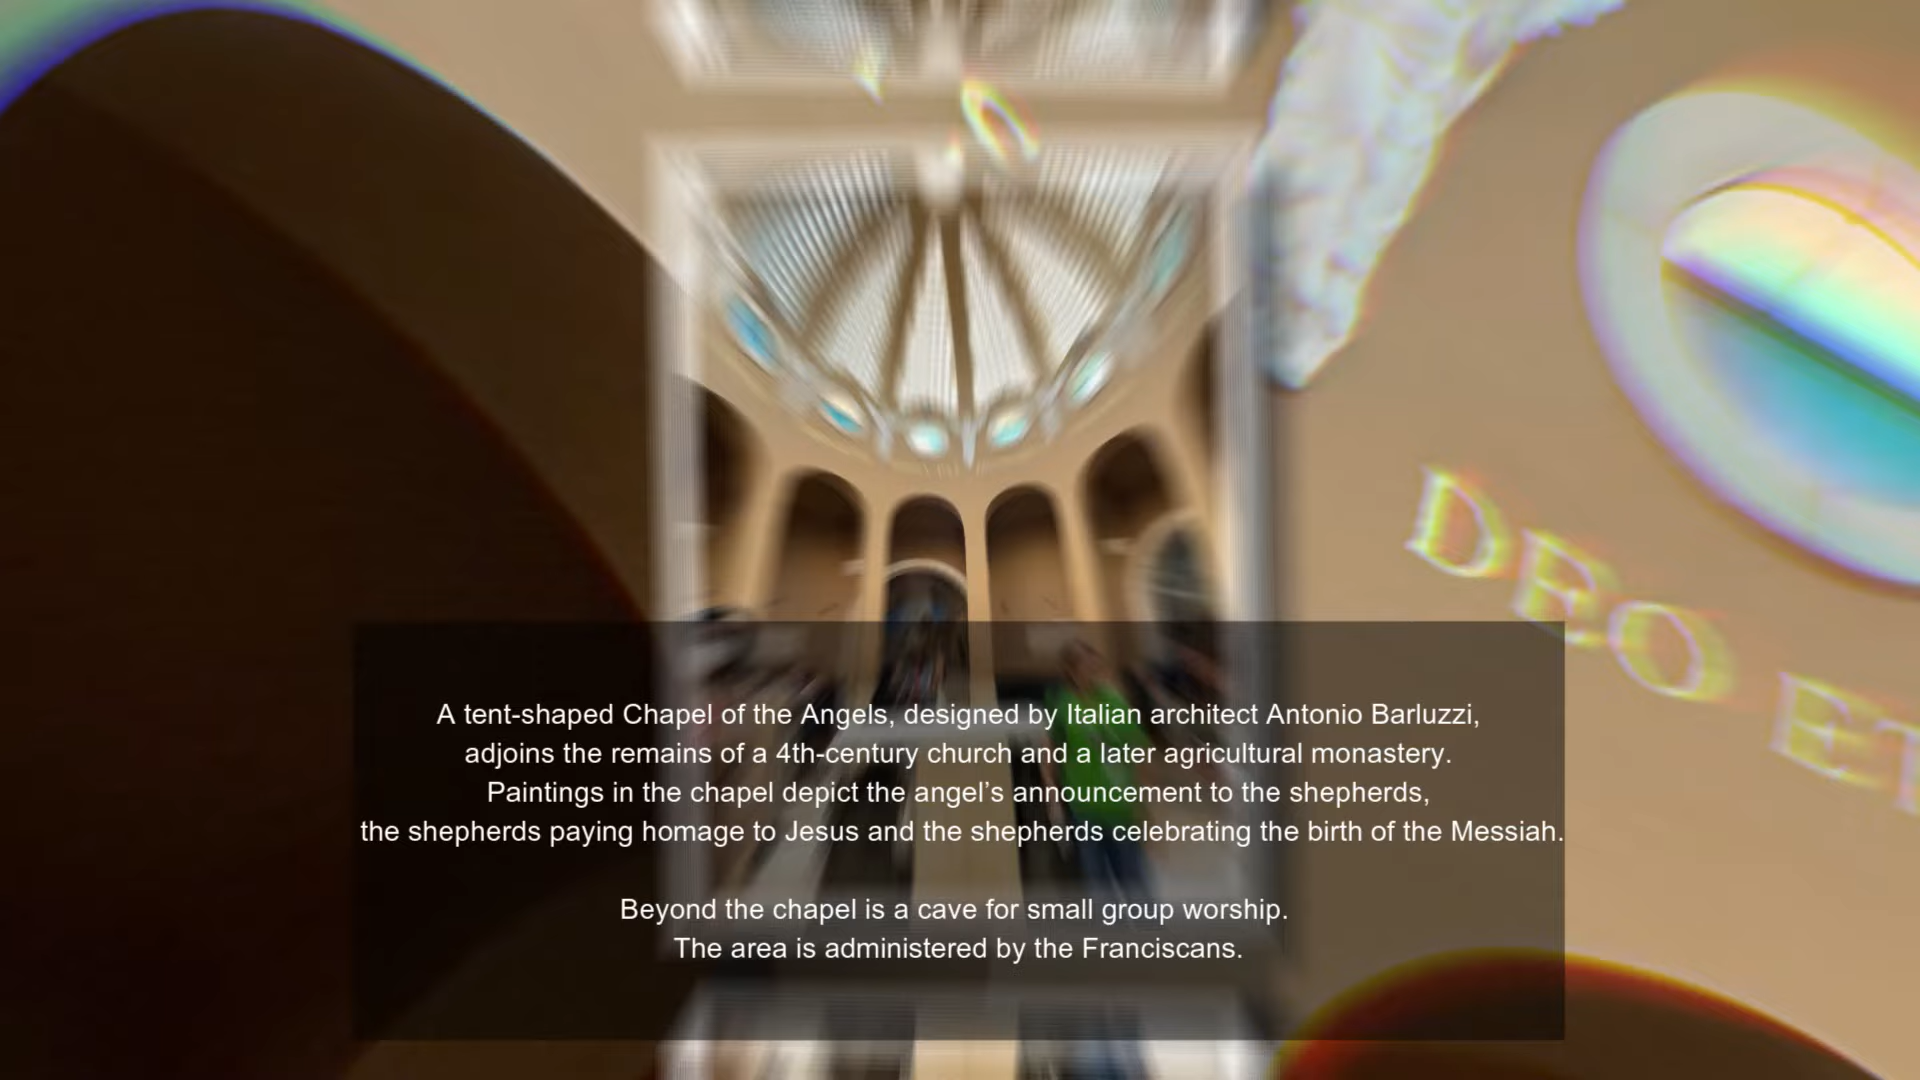 DEO ET
A tent-shaped Chapel of the Angels, designed by Italian architect Antonio Barluzzi,
adjoins the remains of a 4th-century church and a later agricultural monastery.
Paintings in the chapel depict the angel’s announcement to the shepherds,
the shepherds paying homage to Jesus and the shepherds celebrating the birth of the Messiah.
Beyond the chapel is a cave for small group worship.
The area is administered by the Franciscans.